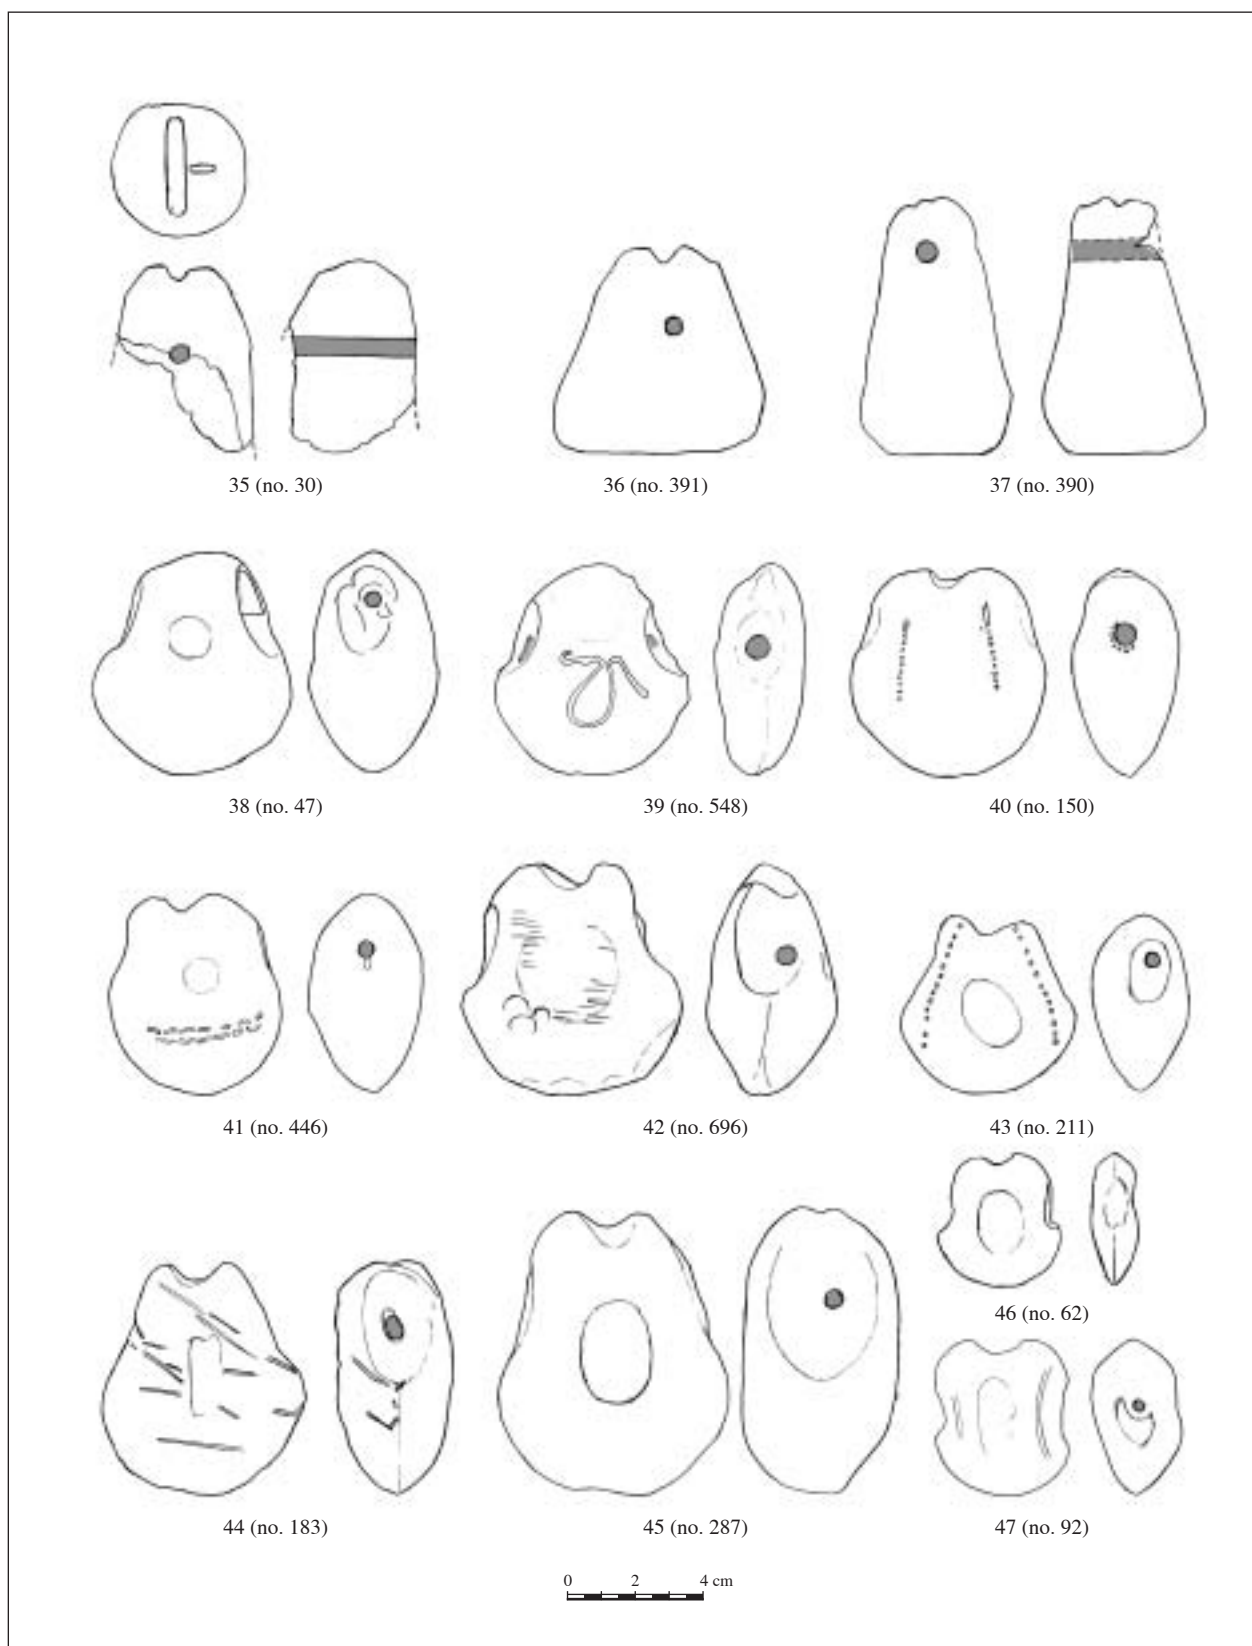 35 (no. 30)
36 (no. 391)
37 (no. 390)
38 (no. 47)
39 (no. 548)
40 (no. 150)
41 (no. 446)
42 (no. 696)
43 (no. 211)
46 (no. 62)
44 (no. 183)
45 (no. 287)
47 (no. 92)
0 2 4 cm